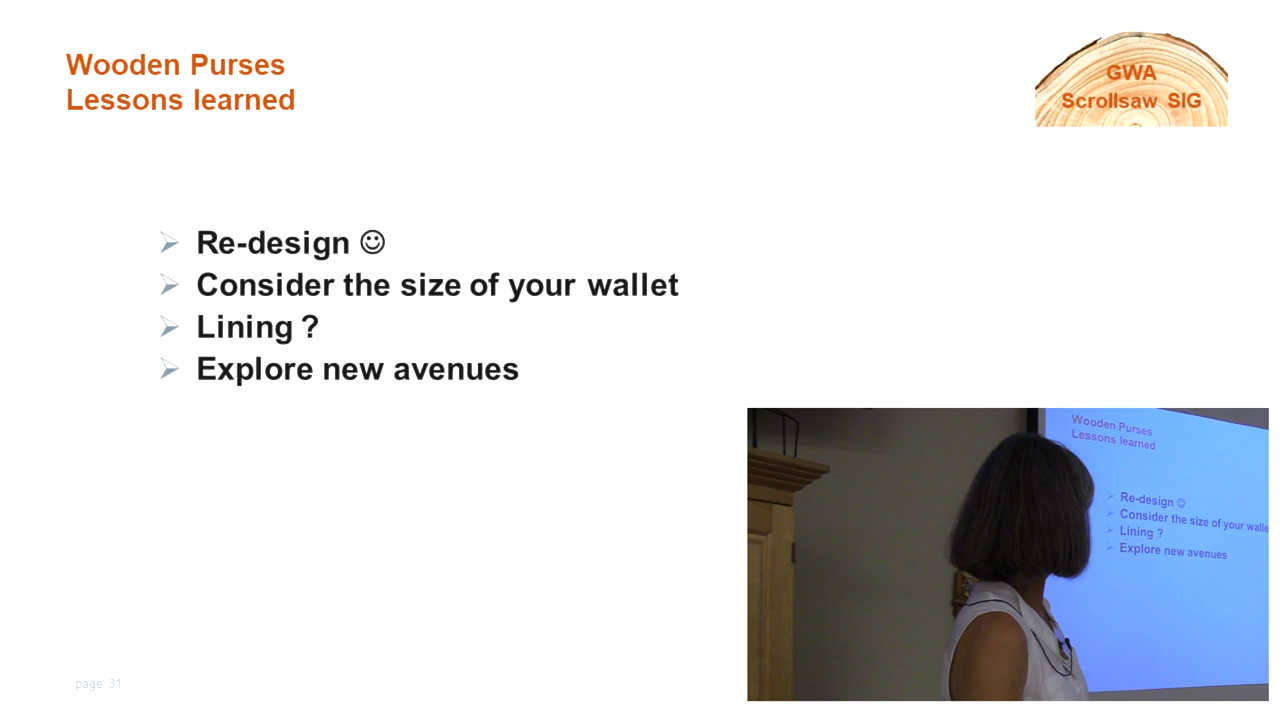 Wooden Purses
Lessons learned
GWA
Scrollsaw SIG
➢ Re-design ☺
➢ Consider the size of your wallet
➢ Lining ?
➢ Explore new avenues
Wooden Purses
Lessons learned
➢ Re-design ☺
➢ Consider the size of your walle
➢ Lining ?
➢ Explore new avenues
page 31